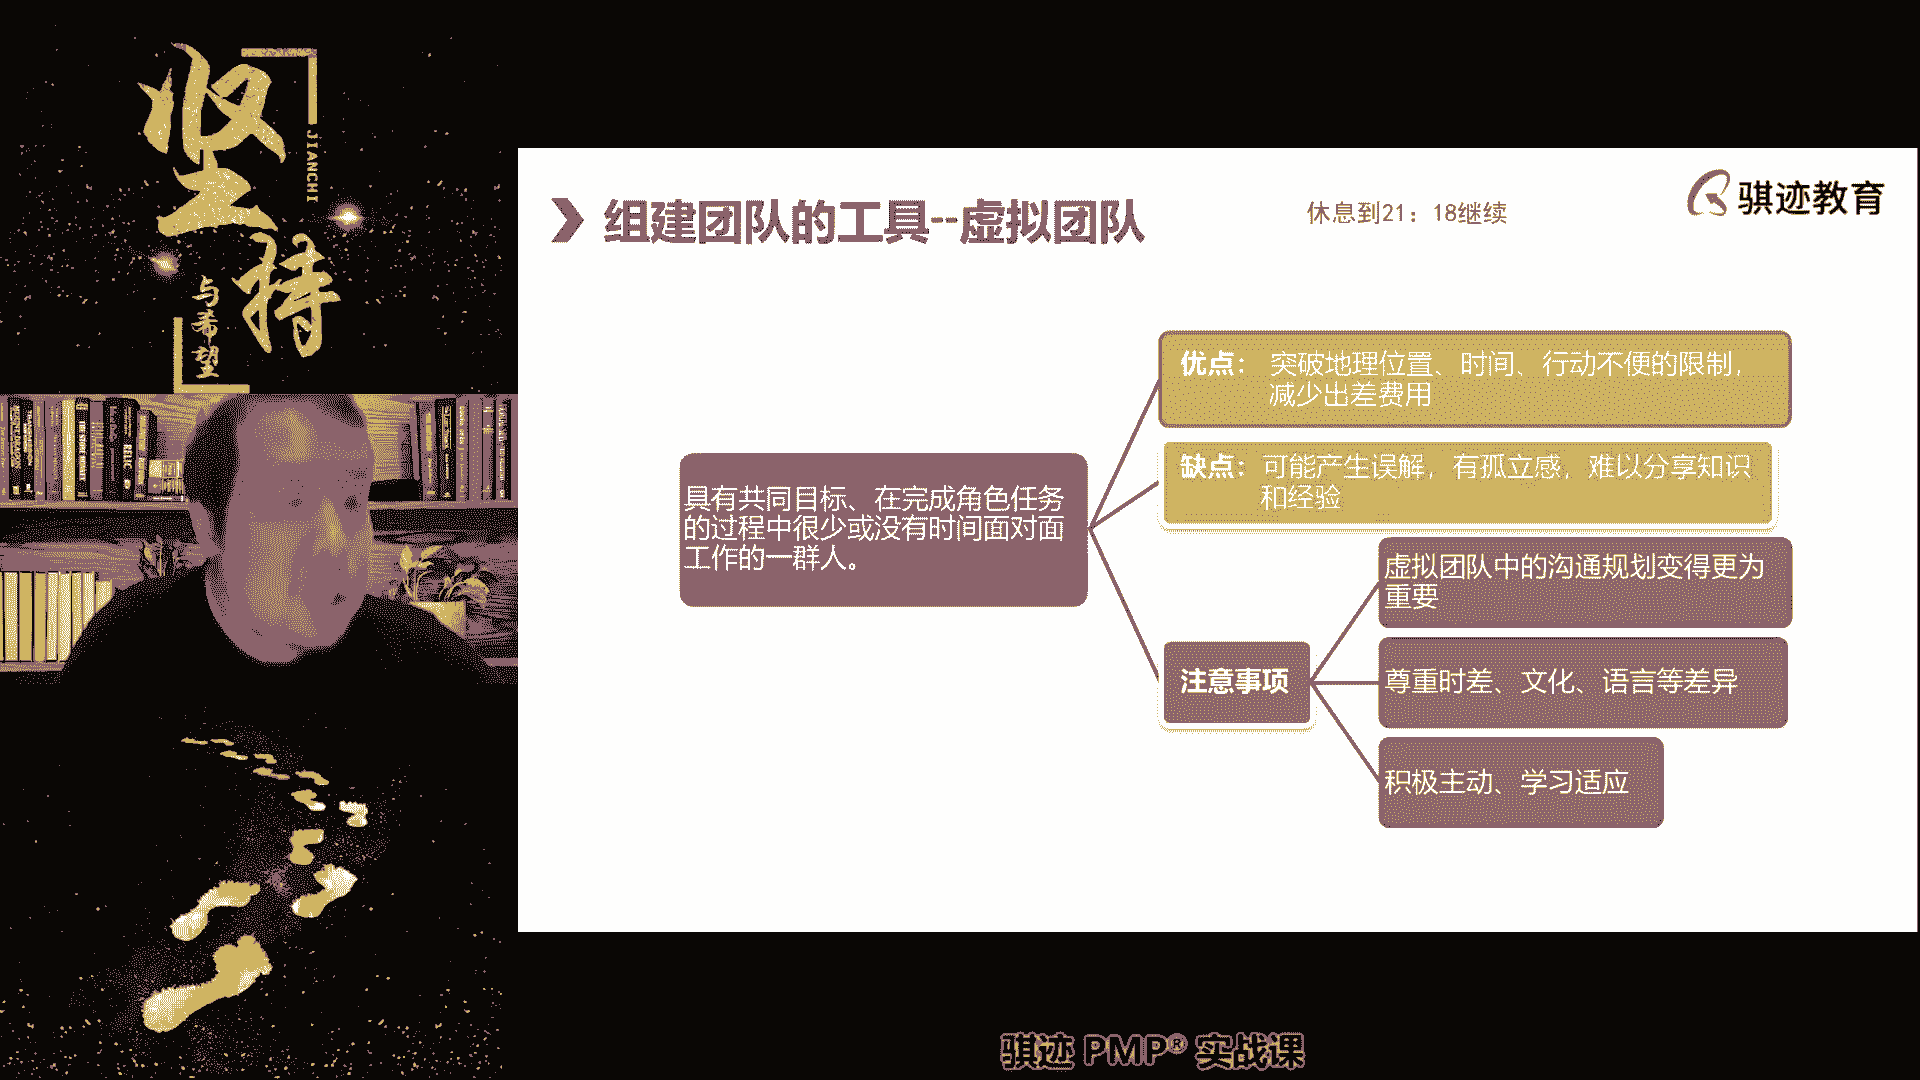 坚持
JIANCHI
与希望
组建团队的工具--虚拟团队
休息到21：18继续
骐迹教育
优点： 突破地理位置、时间、行动不便的限制，
减少出差费用
缺点：可能产生误解，有孤立感，难以分享知识
和经验
具有共同目标、在完成角色任务
的过程中很少或没有时间面对面
工作的一群人。
注意事项
虚拟团队中的沟通规划变得更为
重要
尊重时差、文化、语言等差异
积极主动、学习适应
骐迹 PMP® 实战课